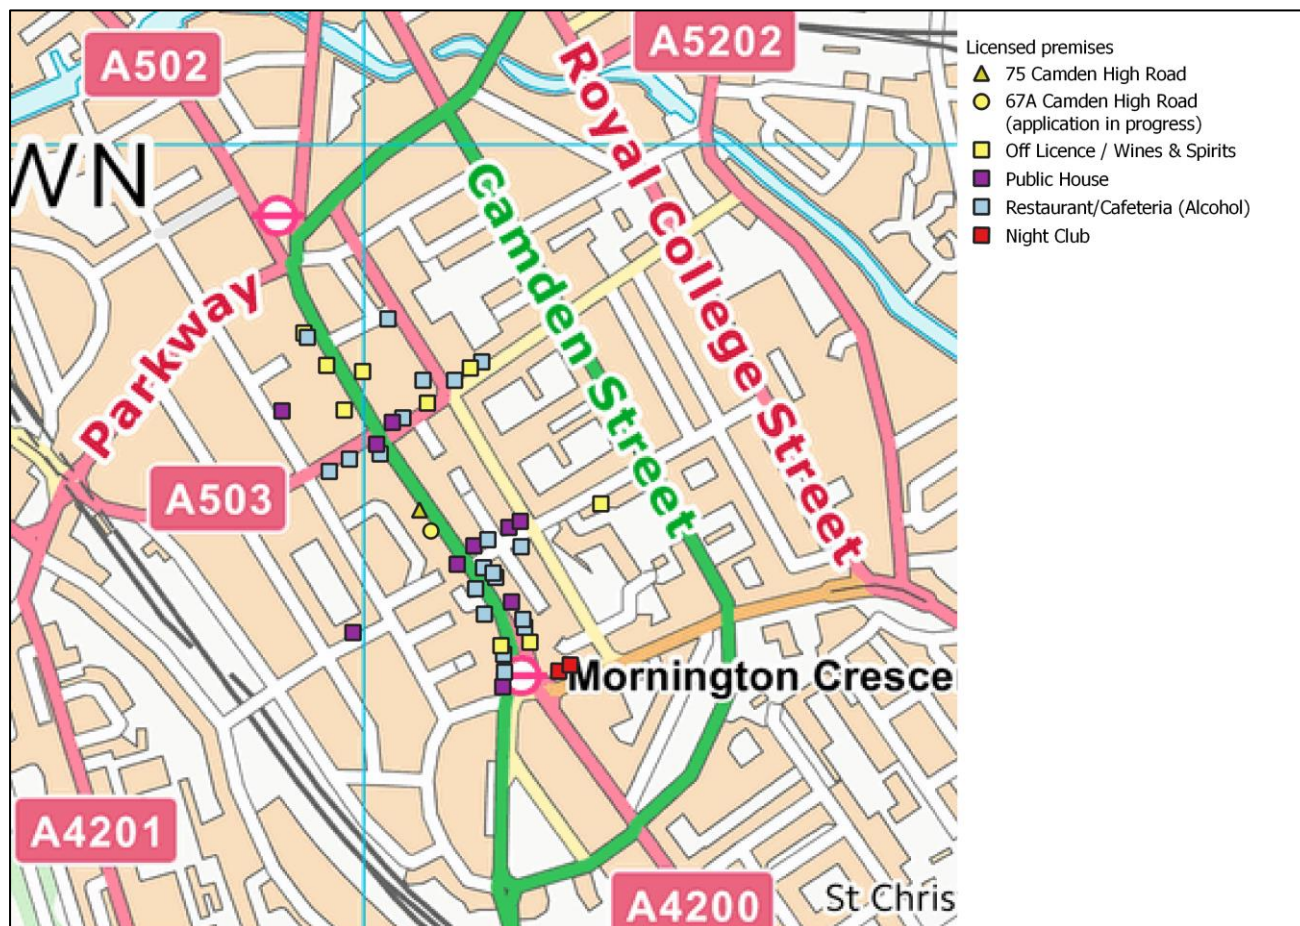 A502
A5202
Royal College Street
WN
Camden Street
Parkway
A503
Mornington Cresce
A4201
A4200
St Chris
Licensed premises
75 Camden High Road
67A Camden High Road
(application in progress)
Off Licence / Wines & Spirits
Public House
Restaurant/Cafeteria (Alcohol)
Night Club